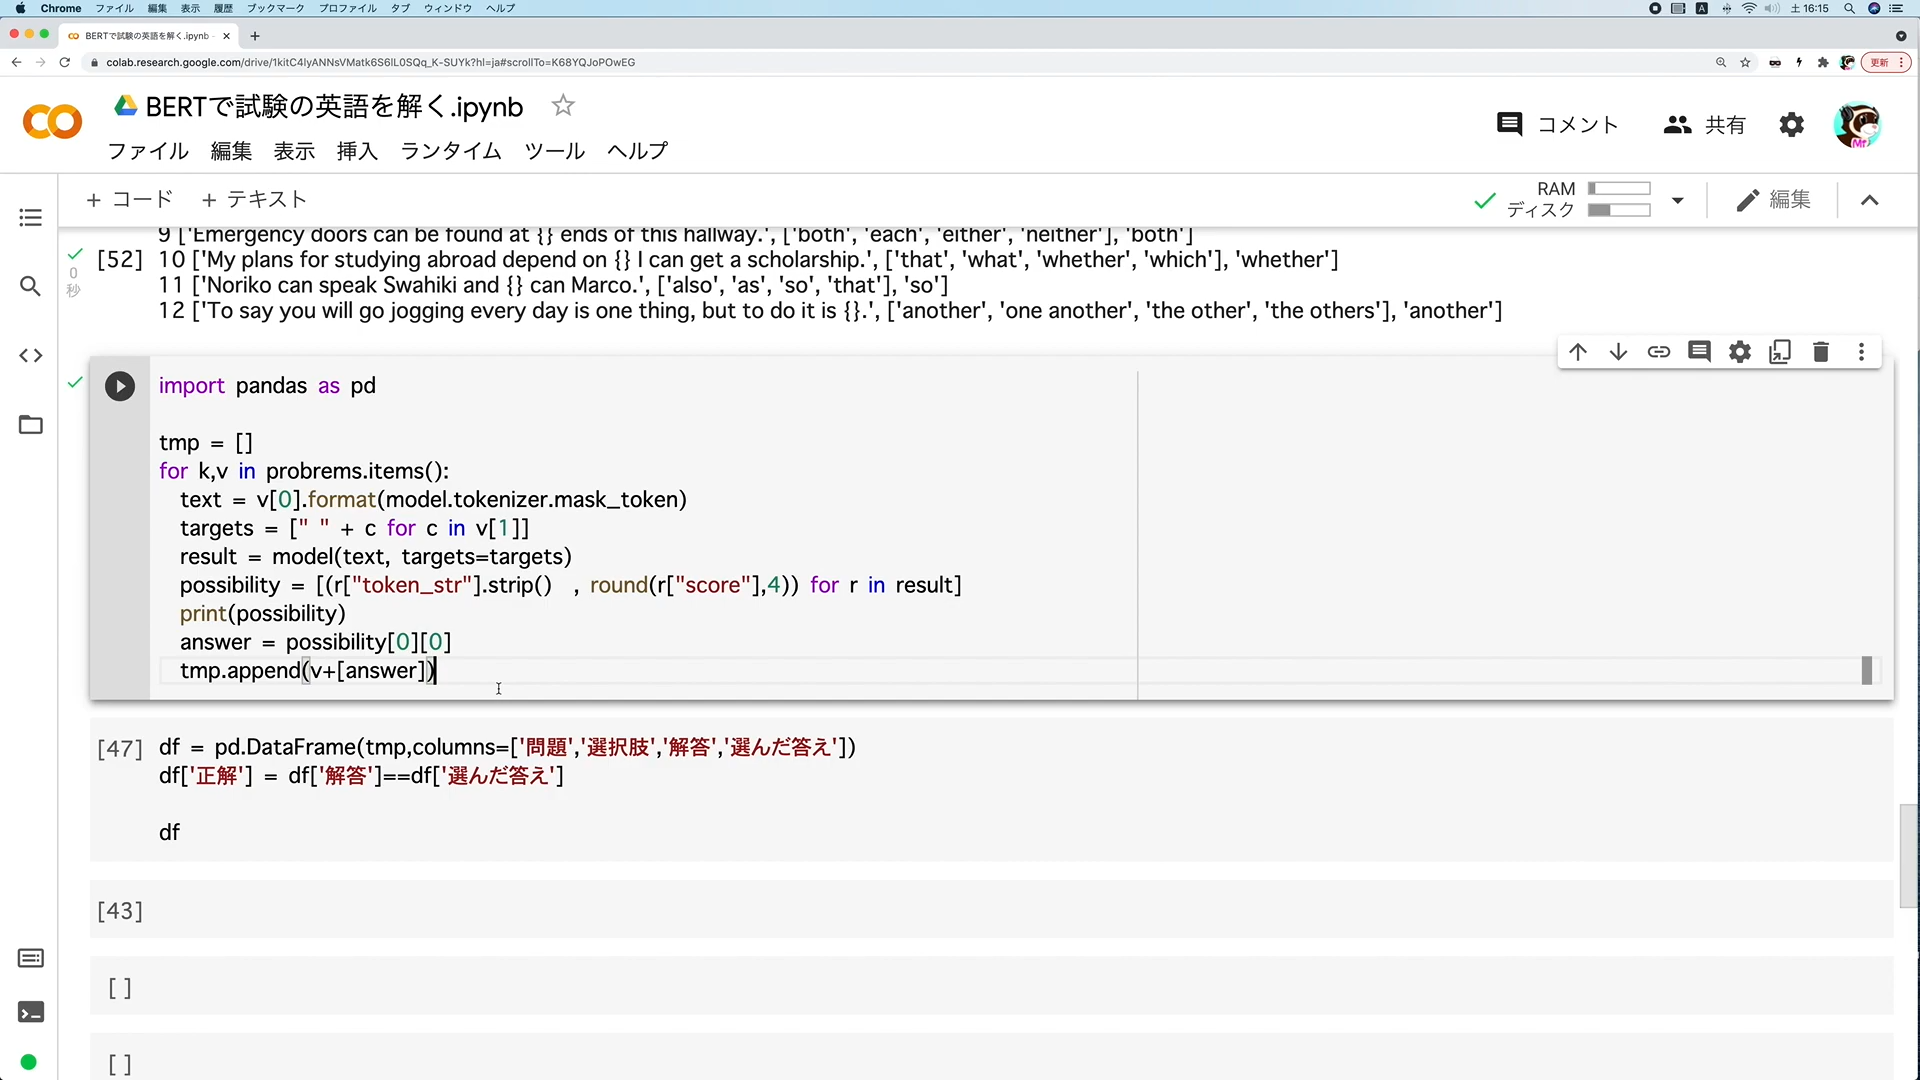 Chrome ファイル 編集 表示 履歴 ブックマーク プロファイル タブ ウィンドウ ヘルプ
土 16:15
BERTで試験の英語を解く.ipynb
colab.research.google.com/drive/1kitC4lyANNsVMatk6S6lL0SQq_K-SUYk?hl=ja#scrollTo=K68YQJoPOwEG
更新
BERTで試験の英語を解く.ipynb
コメント 共有
ファイル 編集 表示 挿入 ランタイム ツール ヘルプ
+ コード + テキスト
RAM
ディスク
編集
9 ['Emergency doors can be found at {} ends of this hallway.', ['both', 'each', 'either', 'neither'], 'both']
[52] 10 ['My plans for studying abroad depend on {} I can get a scholarship.', ['that', 'what', 'whether', 'which'], 'whether']
0
秒
11 ['Noriko can speak Swahiki and {} can Marco.', ['also', 'as', 'so', 'that'], 'so']
12 ['To say you will go jogging every day is one thing, but to do it is {}.', ['another', 'one another', 'the other', 'the others'], 'another']
import pandas as pd
tmp = []
for k,v in probrems.items():
text = v[0].format(model.tokenizer.mask_token)
targets = [" " + c for c in v[1]]
result = model(text, targets=targets)
possibility = [(r["token_str"].strip() , round(r["score"],4)) for r in result]
print(possibility)
answer = possibility[0][0]
tmp.append(v+[answer])
[47] df = pd.DataFrame(tmp,columns=['問題','選択肢','解答','選んだ答え'])
df['正解'] = df['解答']==df['選んだ答え']
df
[43]
[ ]
[ ]